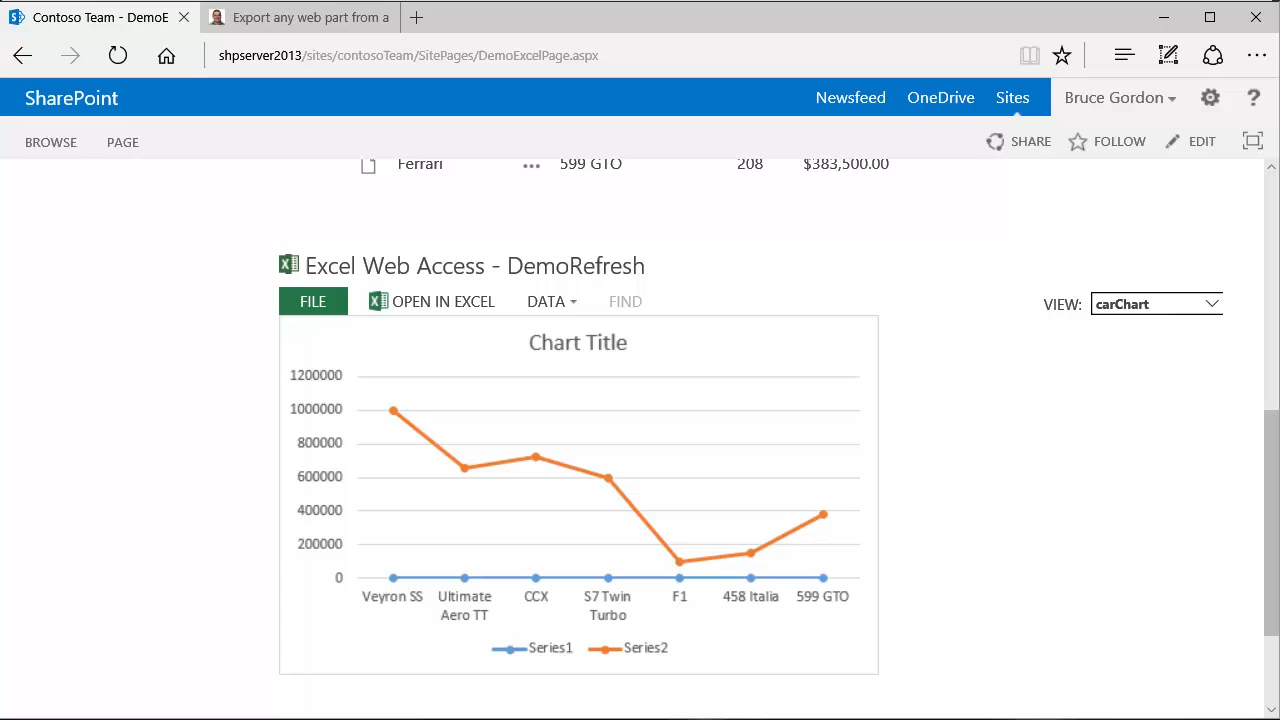 Contoso Team - DemoE
Export any web part from a
shpserver2013/sites/contosoTeam/SitePages/DemoExcelPage.aspx
SharePoint Newsfeed OneDrive Sites Bruce Gordon ?
BROWSE PAGE SHARE FOLLOW EDIT
Ferrari ... 599 GTO 208 $383,500.00
Excel Web Access - DemoRefresh
FILE OPEN IN EXCEL DATA FIND VIEW: carChart
Chart Title
1200000
1000000
800000
600000
400000
200000
0
Veyron SS Ultimate Aero TT CCX S7 Twin Turbo F1 458 Italia 599 GTO
Series1 Series2